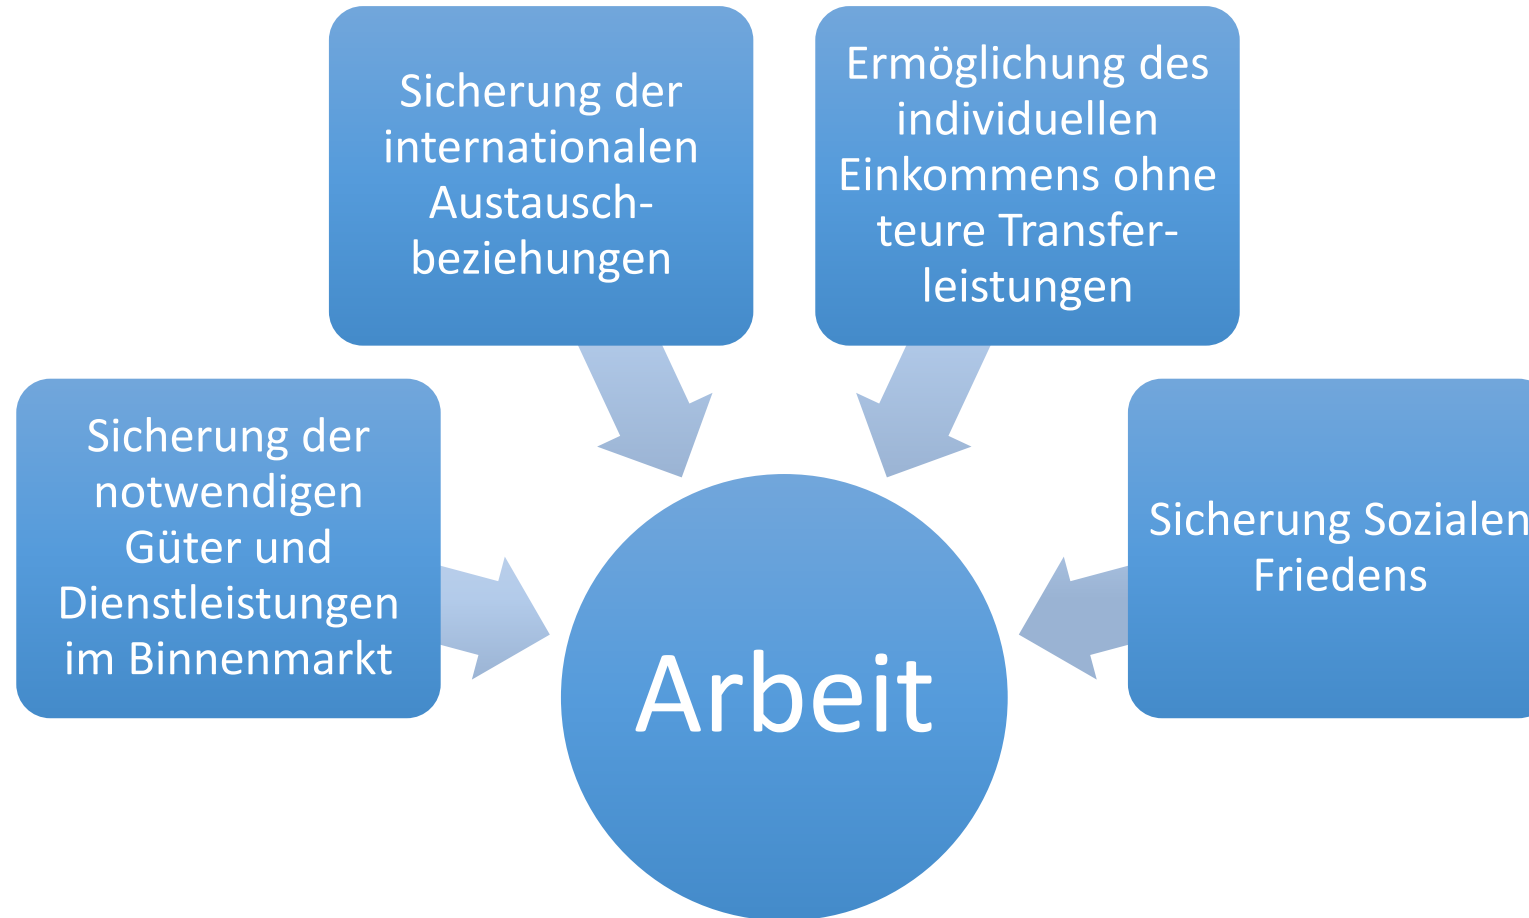 Sicherung der
internationalen
Austausch-
beziehungen
Ermöglichung des
individuellen
Einkommens ohne
teure Transfer-
leistungen
Sicherung der
notwendigen
Güter und
Dienstleistungen
im Binnenmarkt
Sicherung Sozialen
Friedens
Arbeit